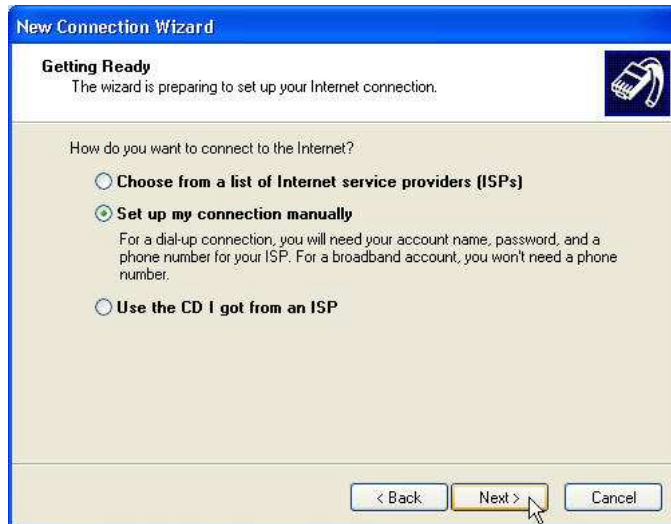 New Connection Wizard
Getting Ready
The wizard is preparing to set up your Internet connection.
How do you want to connect to the Internet?
Choose from a list of Internet service providers (ISPs)
Set up my connection manually
For a dial-up connection, you will need your account name, password, and a
phone number for your ISP. For a broadband account, you won't need a phone
number.
Use the CD I got from an ISP
< Back Next > Cancel